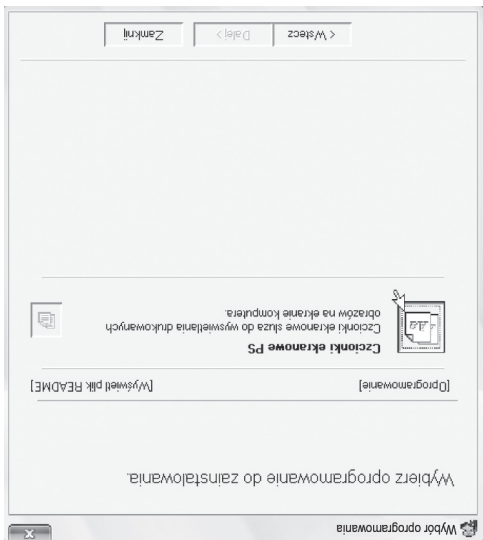 Wybór oprogramowania
Wybierz oprogramowanie do zainstalowania.
[Oprogramowanie] [Wyświetl plik README]
Czcionki ekranowe PS
Czcionki ekranowe służą do wyświetlania drukowanych
obrazów na ekranie komputera.
< Wstecz Dalej > Zamknij